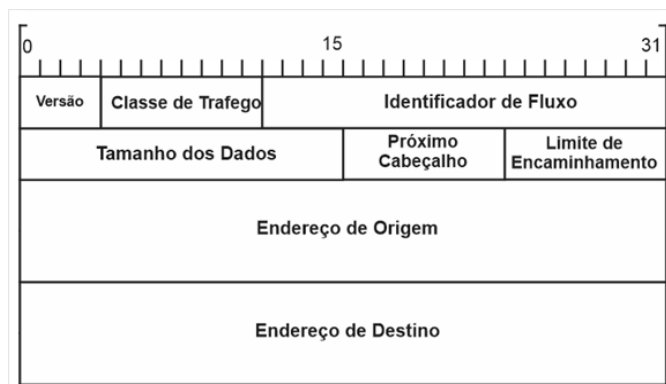 0 15 31
Versão Classe de Trafego Identificador de Fluxo
Tamanho dos Dados Próximo Cabeçalho Limite de Encaminhamento
Endereço de Origem
Endereço de Destino